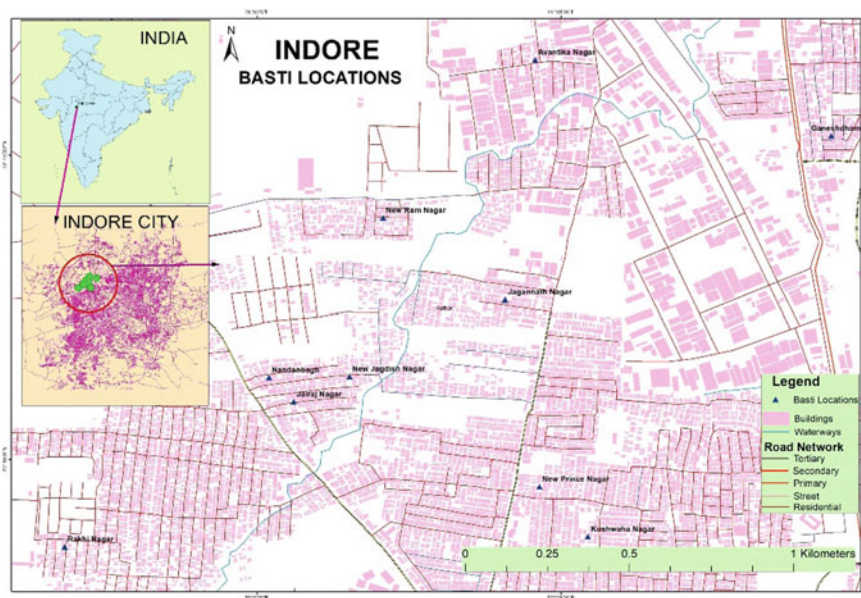 INDIA
INDORE
BASTI LOCATIONS
Avantika Nagar
Ganeshdham
INDORE CITY
New Ram Nagar
Jagannath Nagar
Nandanbagh
New Jagdish Nagar
Jairaj Nagar
New Prince Nagar
Kushwaha Nagar
Rakhi Nagar
Legend
Basti Locations
Buildings
Waterways
Road Network
Tertiary
Secondary
Primary
Street
Residential
0 0.25 0.5 1 Kilometers
N